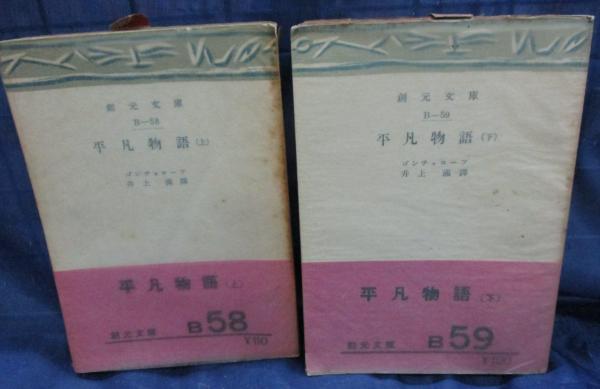 創元文庫
B—58
平凡物語(上)
ゴンチャローフ
井上満譯
平凡物語(上)
創元文庫 B58
¥110
創元文庫
B—59
平凡物語(下)
ゴンチャローフ
井上満譯
平凡物語(下)
創元文庫 B59